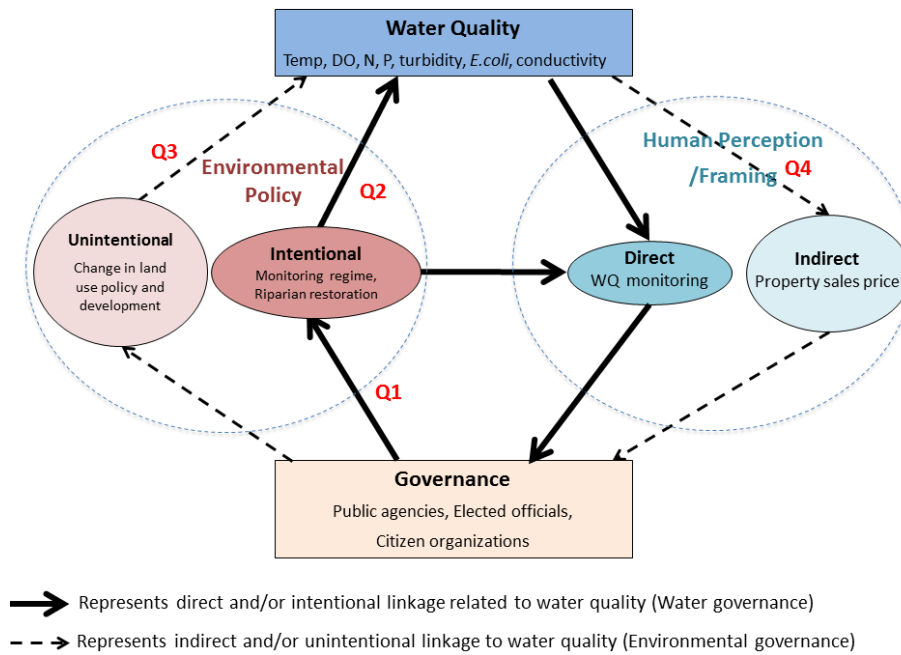 Water Quality
Temp, DO, N, P, turbidity, E.coli, conductivity
Q3
Environmental
Policy
Q2
Human Perception
/Framing
Q4
Unintentional
Change in land
use policy and
development
Intentional
Monitoring regime,
Riparian restoration
Direct
WQ monitoring
Indirect
Property sales price
Q1
Governance
Public agencies, Elected officials,
Citizen organizations
Represents direct and/or intentional linkage related to water quality (Water governance)
Represents indirect and/or unintentional linkage to water quality (Environmental governance)